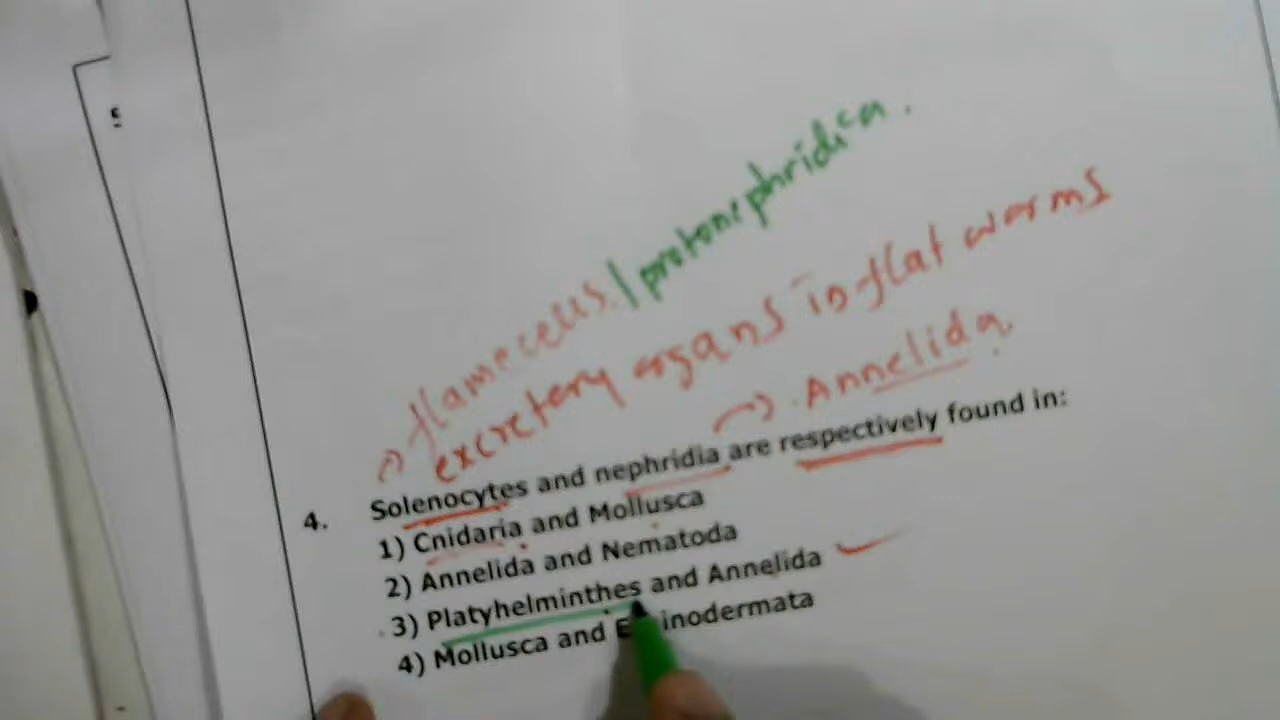 flame cells / protonephridia.
excretory organs in flat worms
Annelida.
4. Solenocytes and nephridia are respectively found in:
1) Cnidaria and Mollusca
2) Annelida and Nematoda
3) Platyhelminthes and Annelida
4) Mollusca and inodermata